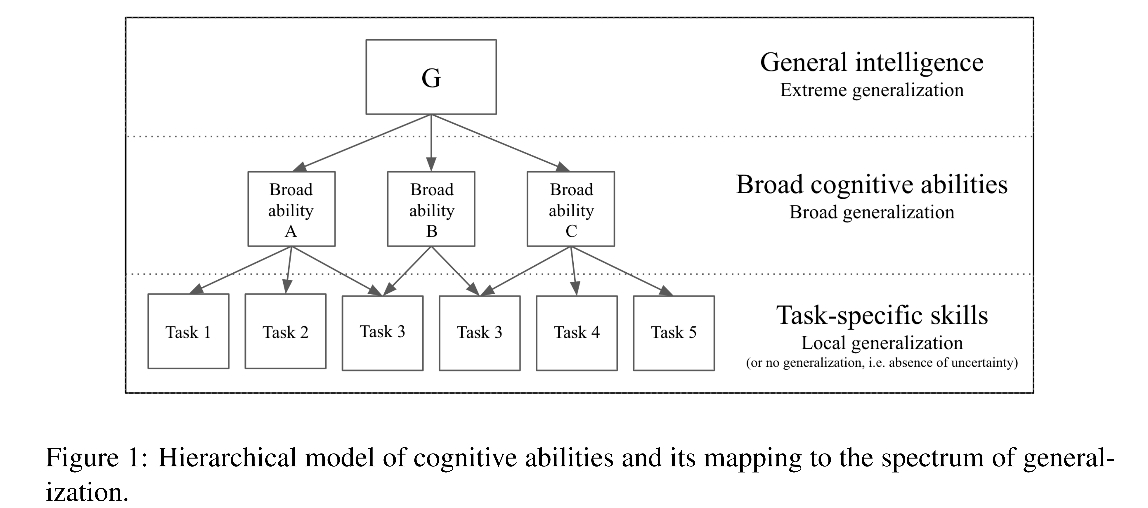 G
General intelligence
Extreme generalization
Broad
ability
A
Broad
ability
B
Broad
ability
C
Broad cognitive abilities
Broad generalization
Task 1
Task 2
Task 3
Task 3
Task 4
Task 5
Task-specific skills
Local generalization
(or no generalization, i.e. absence of uncertainty)
Figure 1: Hierarchical model of cognitive abilities and its mapping to the spectrum of general-
ization.